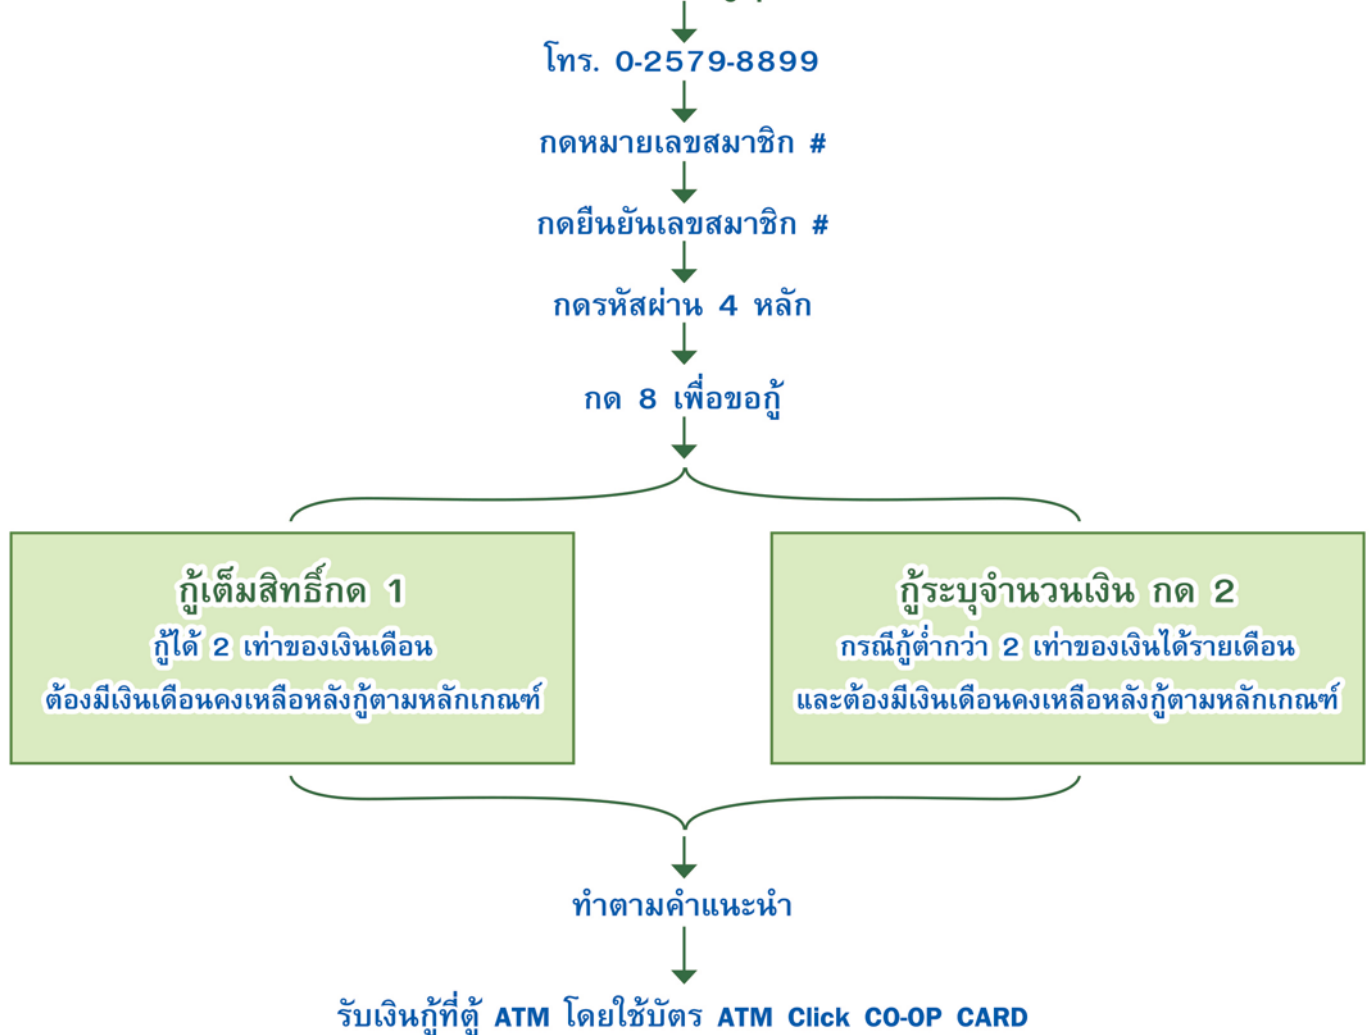 โทร. 0-2579-8899
กดหมายเลขสมาชิก #
กดยืนยันเลขสมาชิก #
กดรหัสผ่าน 4 หลัก
กด 8 เพื่อขอกู้
กู้เต็มสิทธิ์กด 1
กู้ได้ 2 เท่าของเงินเดือน
ต้องมีเงินเดือนคงเหลือหลังกู้ตามหลักเกณฑ์
กู้ระบุจำนวนเงิน กด 2
กรณีกู้ต่ำกว่า 2 เท่าของเงินได้รายเดือน
และต้องมีเงินเดือนคงเหลือหลังกู้ตามหลักเกณฑ์
ทำตามคำแนะนำ
รับเงินกู้ที่ตู้ ATM โดยใช้บัตร ATM Click CO-OP CARD